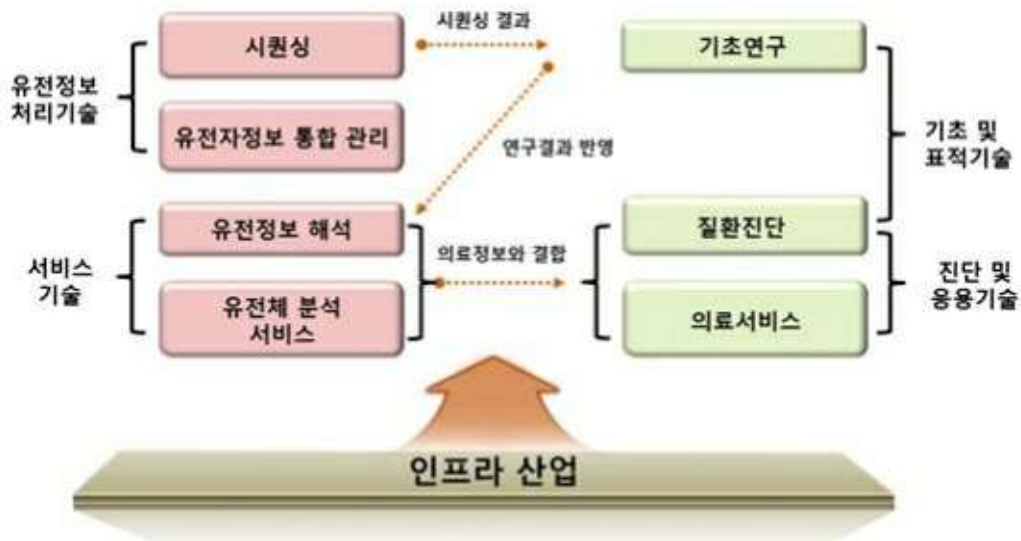 시퀀싱 결과
시퀀싱
기초연구
유전정보
처리기술
유전자정보 통합 관리
연구결과 반영
기초 및
표적기술
유전정보 해석
질환진단
의료정보와 결합
서비스
기술
유전체 분석
서비스
의료서비스
진단 및
응용기술
인프라 산업